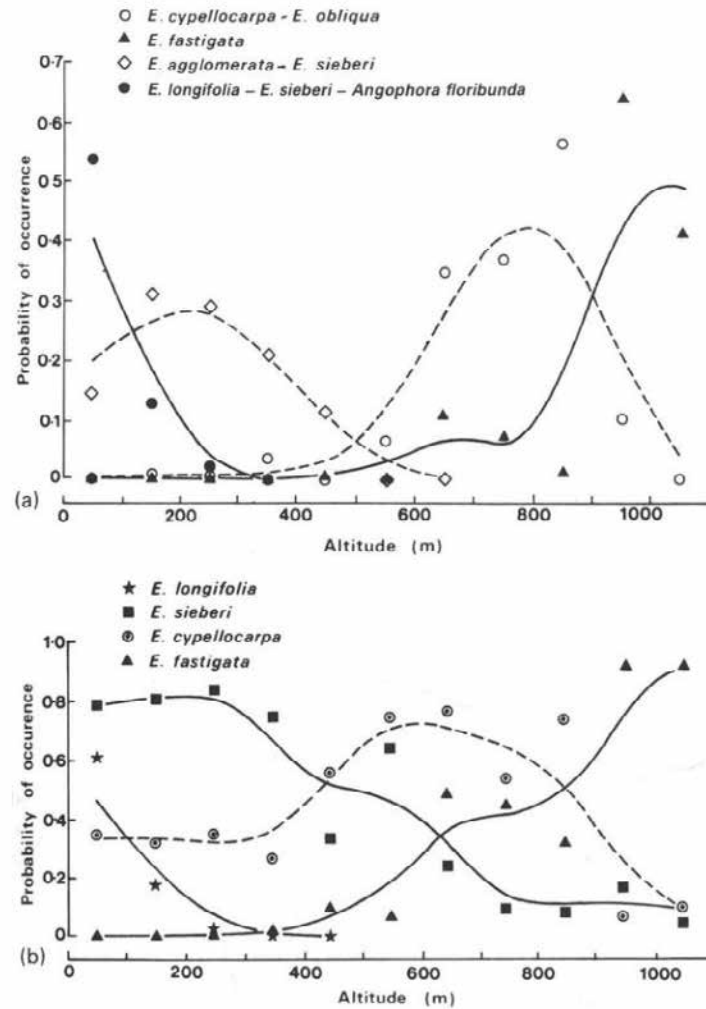 E. cypellocarpa - E. obliqua
E. fastigata
E. agglomerata - E. sieberi
E. longifolia - E. sieberi - Angophora floribunda
Probability of occurrence
0·7
0·6
0·5
0·4
0·3
0·2
0·1
0
(a)
0 200 400 600 800 1000
Altitude (m)
E. longifolia
E. sieberi
E. cypellocarpa
E. fastigata
Probability of occurence
1·0
0·8
0·6
0·4
0·2
0
(b)
0 200 400 600 800 1000
Altitude (m)